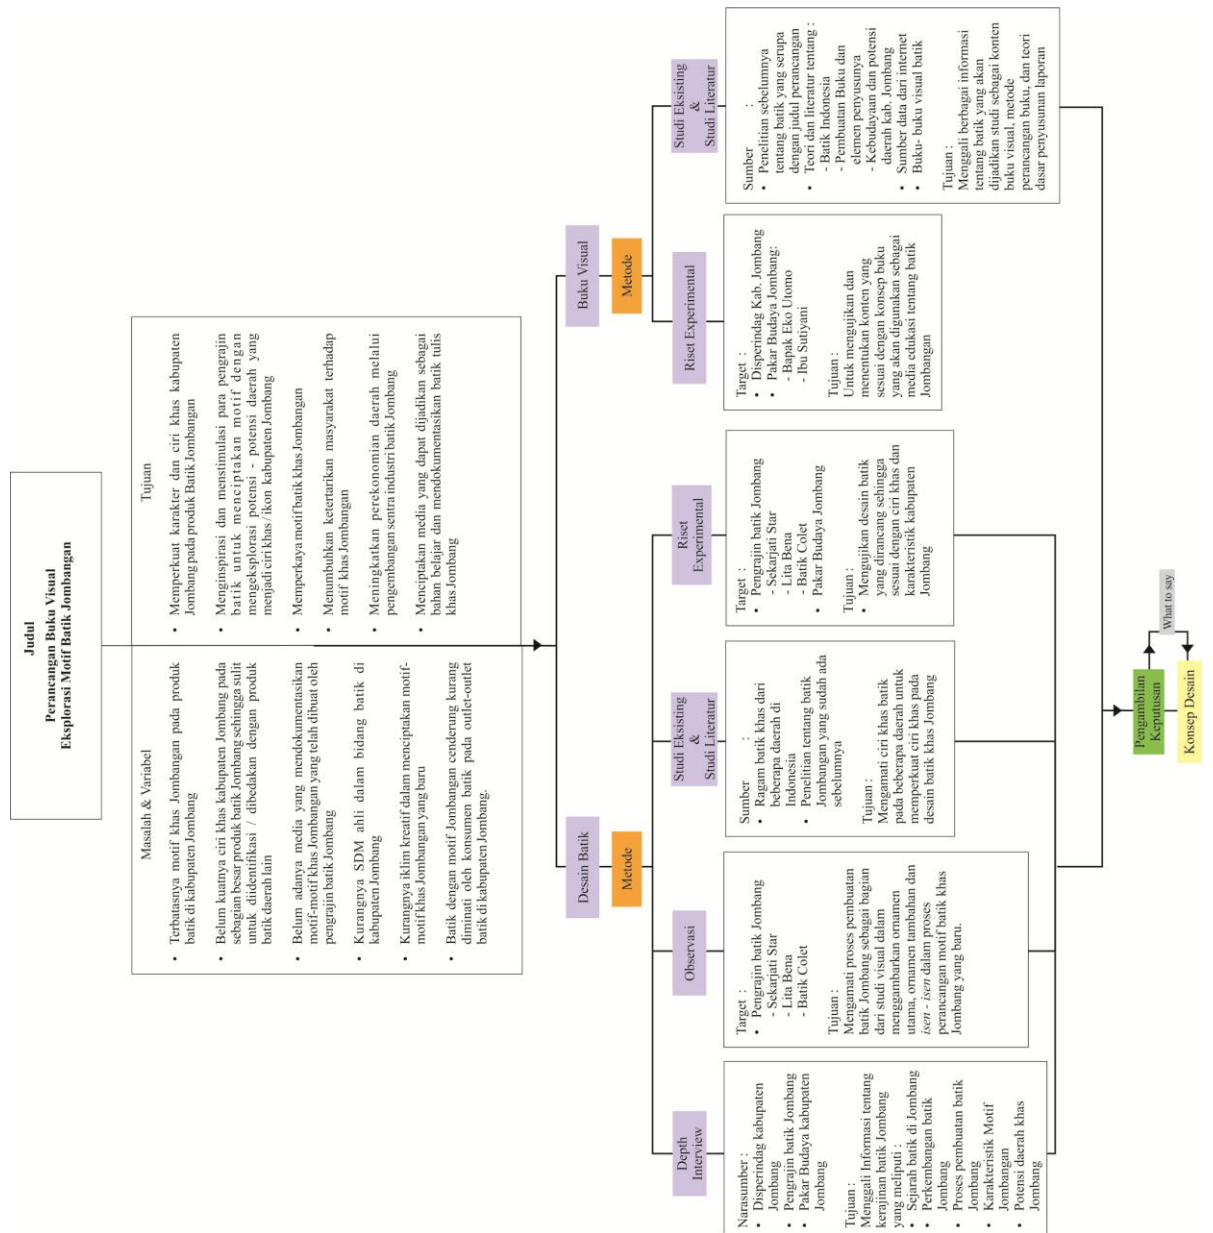 Judul
Perancangan Buku Visual
Eksplorasi Motif Batik Jombangan
Masalah & Variabel
• Terbatasnya motif khas Jombangan pada produk
batik di kabupaten Jombang
• Belum kuatnya ciri khas kabupaten Jombang pada
sebagian besar produk batik Jombang sehingga sulit
untuk diidentifikasi / dibedakan dengan produk
batik daerah lain
• Belum adanya media yang mendokumentasikan
motif-motif khas Jombangan yang telah dibuat oleh
pengrajin batik Jombang
• Kurangnya SDM ahli dalam bidang batik di
kabupaten Jombang
• Kurangnya iklim kreatif dalam menciptakan motif-
motif khas Jombangan yang baru
• Batik dengan motif Jombangan cenderung kurang
diminati oleh konsumen batik pada outlet-outlet
batik di kabupaten Jombang.
Tujuan
• Memperkuat karakter dan ciri khas kabupaten
Jombang pada produk Batik Jombangan
• Menginspirasi dan menstimulasi para pengrajin
batik untuk menciptakan motif dengan
mengeksplorasi potensi - potensi daerah yang
menjadi ciri khas / ikon kabupaten Jombang
• Memperkaya motif batik khas Jombangan
• Menumbuhkan ketertarikan masyarakat terhadap
motif khas Jombangan
• Meningkatkan perekonomian daerah melalui
pengembangan sentra industri batik Jombang
• Menciptakan media yang dapat dijadikan sebagai
bahan belajar dan mendokumentasikan batik tulis
khas Jombang
Desain Batik
Metode
Buku Visual
Metode
Depth
Interview
Narasumber :
• Disperindag kabupaten
Jombang
• Pengrajin batik Jombang
• Pakar Budaya kabupaten
Jombang
Tujuan :
Menggali Informasi tentang
kerajinan batik Jombang
yang meliputi :
• Sejarah batik di Jombang
• Perkembangan batik
Jombang
• Proses pembuatan batik
Jombang
• Karakteristik Motif
Jombangan
• Potensi daerah khas
Jombang
Observasi
Target :
• Pengrajin batik Jombang
- Sekarjati Star
- Lita Bena
- Batik Colet
Tujuan :
Mengamati proses pembuatan
batik Jombang sebagai bagian
dari studi visual dalam
menggambarkan ornamen
utama, ornamen tambahan dan
isen - isen dalam proses
perancangan motif batik khas
Jombang yang baru.
Studi Eksisting
&
Studi Literatur
Sumber :
• Ragam batik khas dari
beberapa daerah di
Indonesia
• Penelitian tentang batik
Jombangan yang sudah ada
sebelumnya
Tujuan :
Mengamati ciri khas batik
pada beberapa daerah untuk
memperkuat ciri khas pada
desain batik khas Jombang
Riset
Experimental
Target :
• Pengrajin batik Jombang
- Sekarjati Star
- Lita Bena
- Batik Colet
• Pakar Budaya Jombang
Tujuan :
• Mengujikan desain batik
yang dirancang sehingga
sesuai dengan ciri khas dan
karakteristik kabupaten
Jombang
Riset Experimental
Target :
• Disperindag Kab. Jombang
• Pakar Budaya Jombang:
- Bapak Eko Utomo
- Ibu Sutiyani
Tujuan :
Untuk mengujikan dan
menentukan konten yang
sesuai dengan konsep buku
yang akan digunakan sebagai
media edukasi tentang batik
Jombangan
Studi Eksisting
&
Studi Literatur
Sumber :
• Penelitian sebelumnya
tentang batik yang serupa
dengan judul perancangan
• Teori dan literatur tentang :
- Batik Indonesia
- Pembuatan Buku dan
elemen penyusunya
- Kebudayaan dan potensi
daerah kab. Jombang
• Sumber data dari internet
• Buku- buku visual batik
Tujuan :
Menggali berbagai informasi
tentang batik yang akan
dijadikan studi sebagai konten
buku visual, metode
perancangan buku, dan teori
dasar penyusunan laporan
Pengambilan
Keputusan
What to say
Konsep Desain